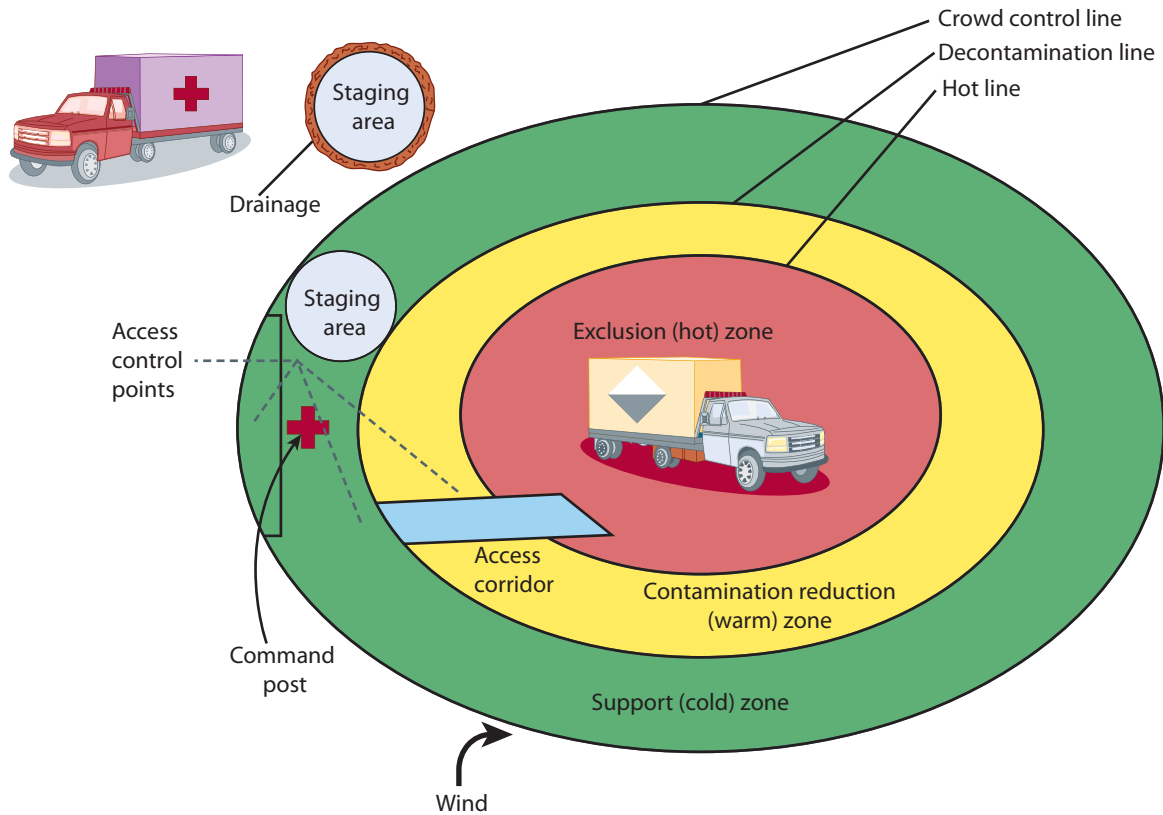 Crowd control line
Decontamination line
Hot line
Staging
area
Drainage
Staging
area
Access
control
points
Exclusion (hot) zone
Access
corridor
Contamination reduction
(warm) zone
Command
post
Support (cold) zone
Wind